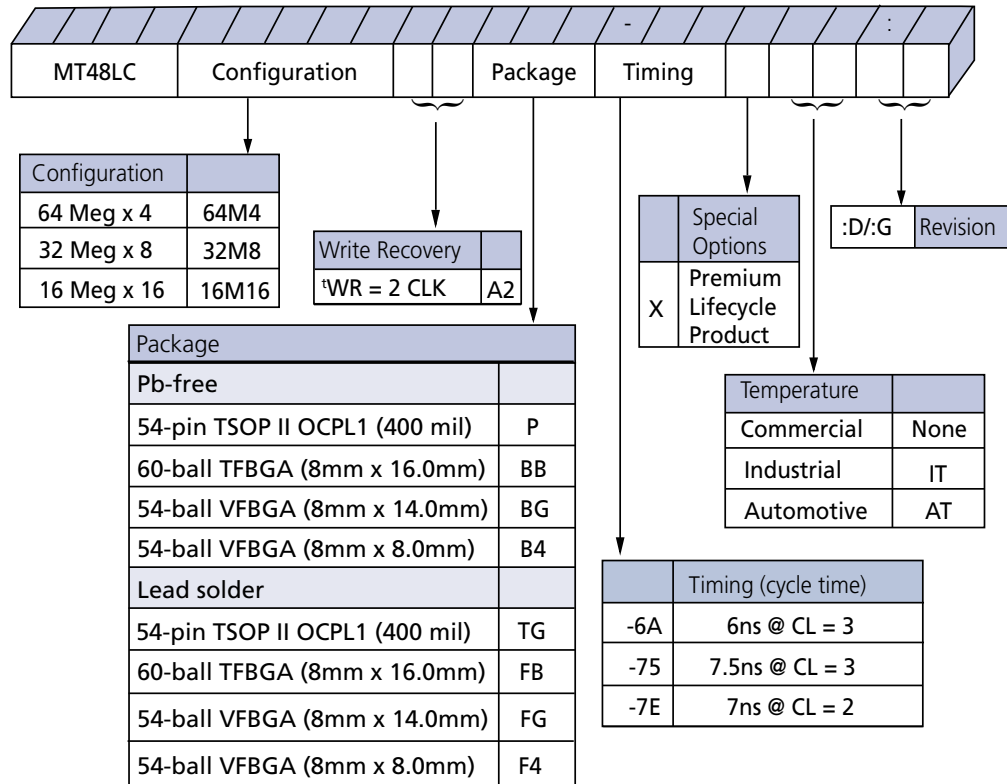 - :
MT48LC Configuration Package Timing
Configuration
64 Meg x 4 64M4
32 Meg x 8 32M8
16 Meg x 16 16M16
Write Recovery
tWR = 2 CLK A2
Special
Options
X Premium
Lifecycle
Product
:D/:G Revision
Package
Pb-free
54-pin TSOP II OCPL1 (400 mil) P
60-ball TFBGA (8mm x 16.0mm) BB
54-ball VFBGA (8mm x 14.0mm) BG
54-ball VFBGA (8mm x 8.0mm) B4
Lead solder
54-pin TSOP II OCPL1 (400 mil) TG
60-ball TFBGA (8mm x 16.0mm) FB
54-ball VFBGA (8mm x 14.0mm) FG
54-ball VFBGA (8mm x 8.0mm) F4
Temperature
Commercial None
Industrial IT
Automotive AT
Timing (cycle time)
-6A 6ns @ CL = 3
-75 7.5ns @ CL = 3
-7E 7ns @ CL = 2